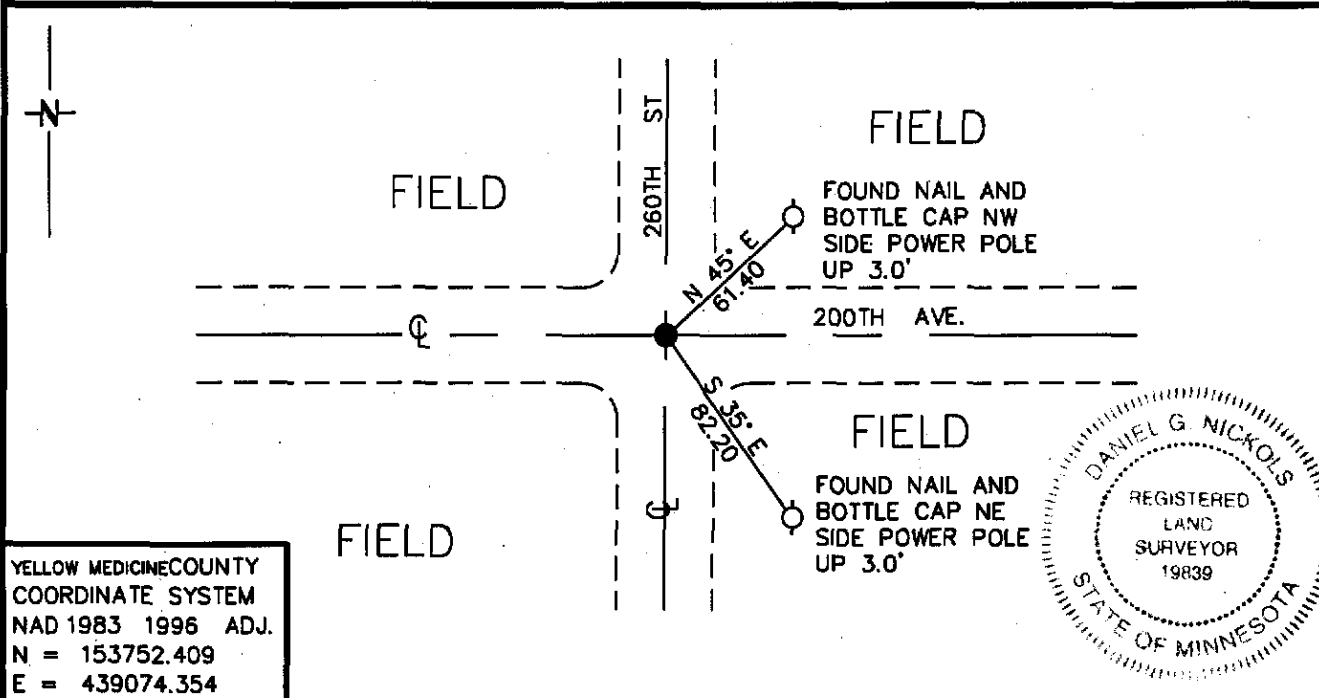 N
FIELD
260TH ST
FIELD
FOUND NAIL AND
BOTTLE CAP NW
SIDE POWER POLE
UP 3.0'
N 45° E
61.40
℄
200TH AVE.
S 35° E
82.20
FIELD
FOUND NAIL AND
BOTTLE CAP NE
SIDE POWER POLE
UP 3.0'
℄
FIELD
DANIEL G. NICKOLS
REGISTERED
LAND
SURVEYOR
19839
STATE OF MINNESOTA
YELLOW MEDICINECOUNTY
COORDINATE SYSTEM
NAD 1983 1996 ADJ.
N = 153752.409
E = 439074.354